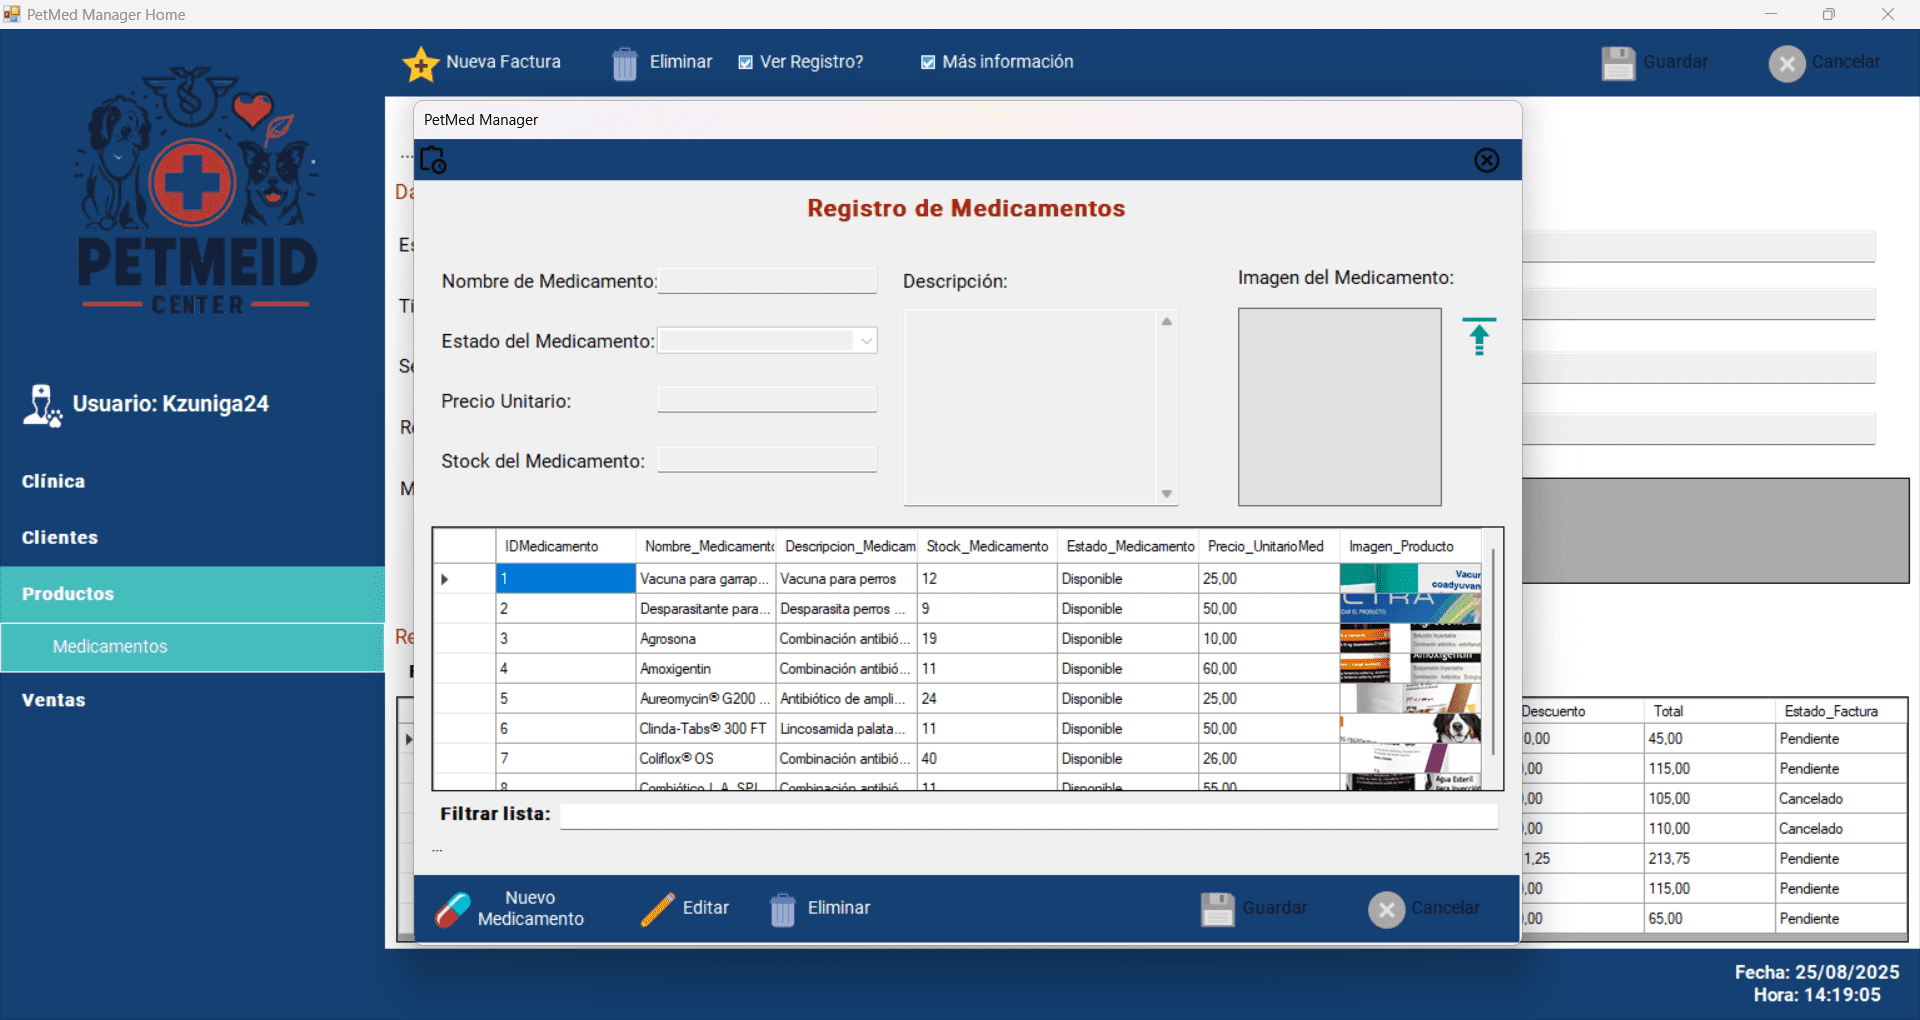 PetMed Manager Home
Nueva Factura
Eliminar
Ver Registro?
Más información
Guardar
Cancelar
PETMEID
CENTER
Usuario: Kzuniga24
Clínica
Clientes
Productos
Medicamentos
Ventas
PetMed Manager
Registro de Medicamentos
Nombre de Medicamento:
Descripción:
Imagen del Medicamento:
Estado del Medicamento:
Precio Unitario:
Stock del Medicamento:
IDMedicamento Nombre_Medicamento Descripcion_Medicam Stock_Medicamento Estado_Medicamento Precio_UnitarioMed Imagen_Producto
1 Vacuna para garrap... Vacuna para perros 12 Disponible 25,00
2 Desparasitante para... Desparasita perros ... 9 Disponible 50,00
3 Agrosona Combinación antibió... 19 Disponible 10,00
4 Amoxigentin Combinación antibió... 11 Disponible 60,00
5 Aureomycin® G200 ... Antibiótico de ampli... 24 Disponible 25,00
6 Clinda-Tabs® 300 FT Lincosamida palata... 11 Disponible 50,00
7 Coliflox® OS Combinación antibió... 40 Disponible 26,00
8 Combiótico L.A. SPL Combinación antibió... 11 Disponible 55,00
Filtrar lista:
...
Nuevo
Medicamento
Editar
Eliminar
Guardar
Cancelar
Descuento Total Estado_Factura
0,00 45,00 Pendiente
,00 115,00 Pendiente
,00 105,00 Cancelado
,00 110,00 Cancelado
1,25 213,75 Pendiente
,00 115,00 Pendiente
,00 65,00 Pendiente
Fecha: 25/08/2025
Hora: 14:19:05